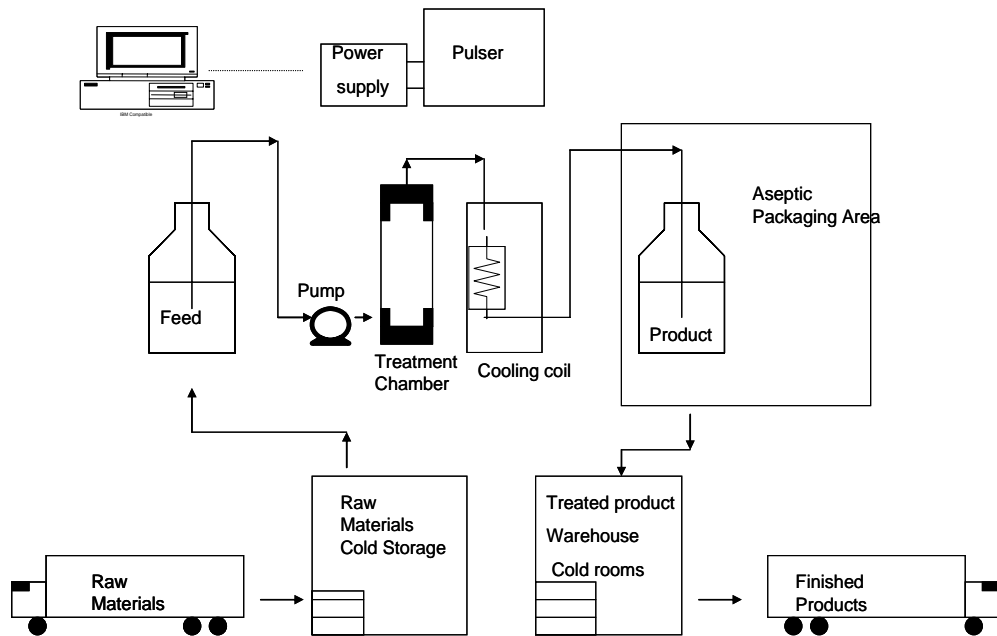 Power
supply
Pulser
IBM Compatible
Aseptic
Packaging Area
Feed
Pump
Product
Treatment
Chamber
Cooling coil
Raw
Materials
Cold Storage
Treated product
Warehouse
Cold rooms
Raw
Materials
Finished
Products